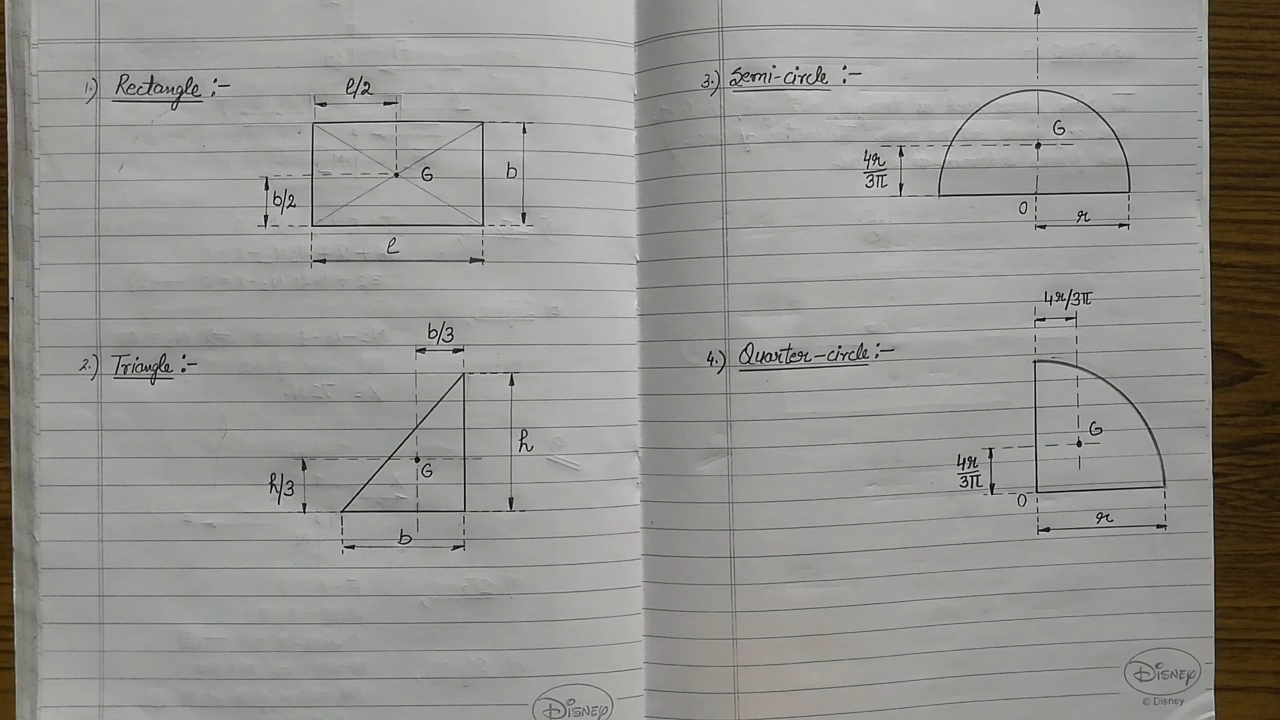 1.) Rectangle :-
l/2
G
b
b/2
l
2.) Triangle :-
b/3
h
G
h/3
b
3.) Semi-circle :-
G
4r
3π
O
r
4.) Quarter-circle :-
4r/3π
G
4r
3π
O
r
DISNEY
DISNEY
© Disney